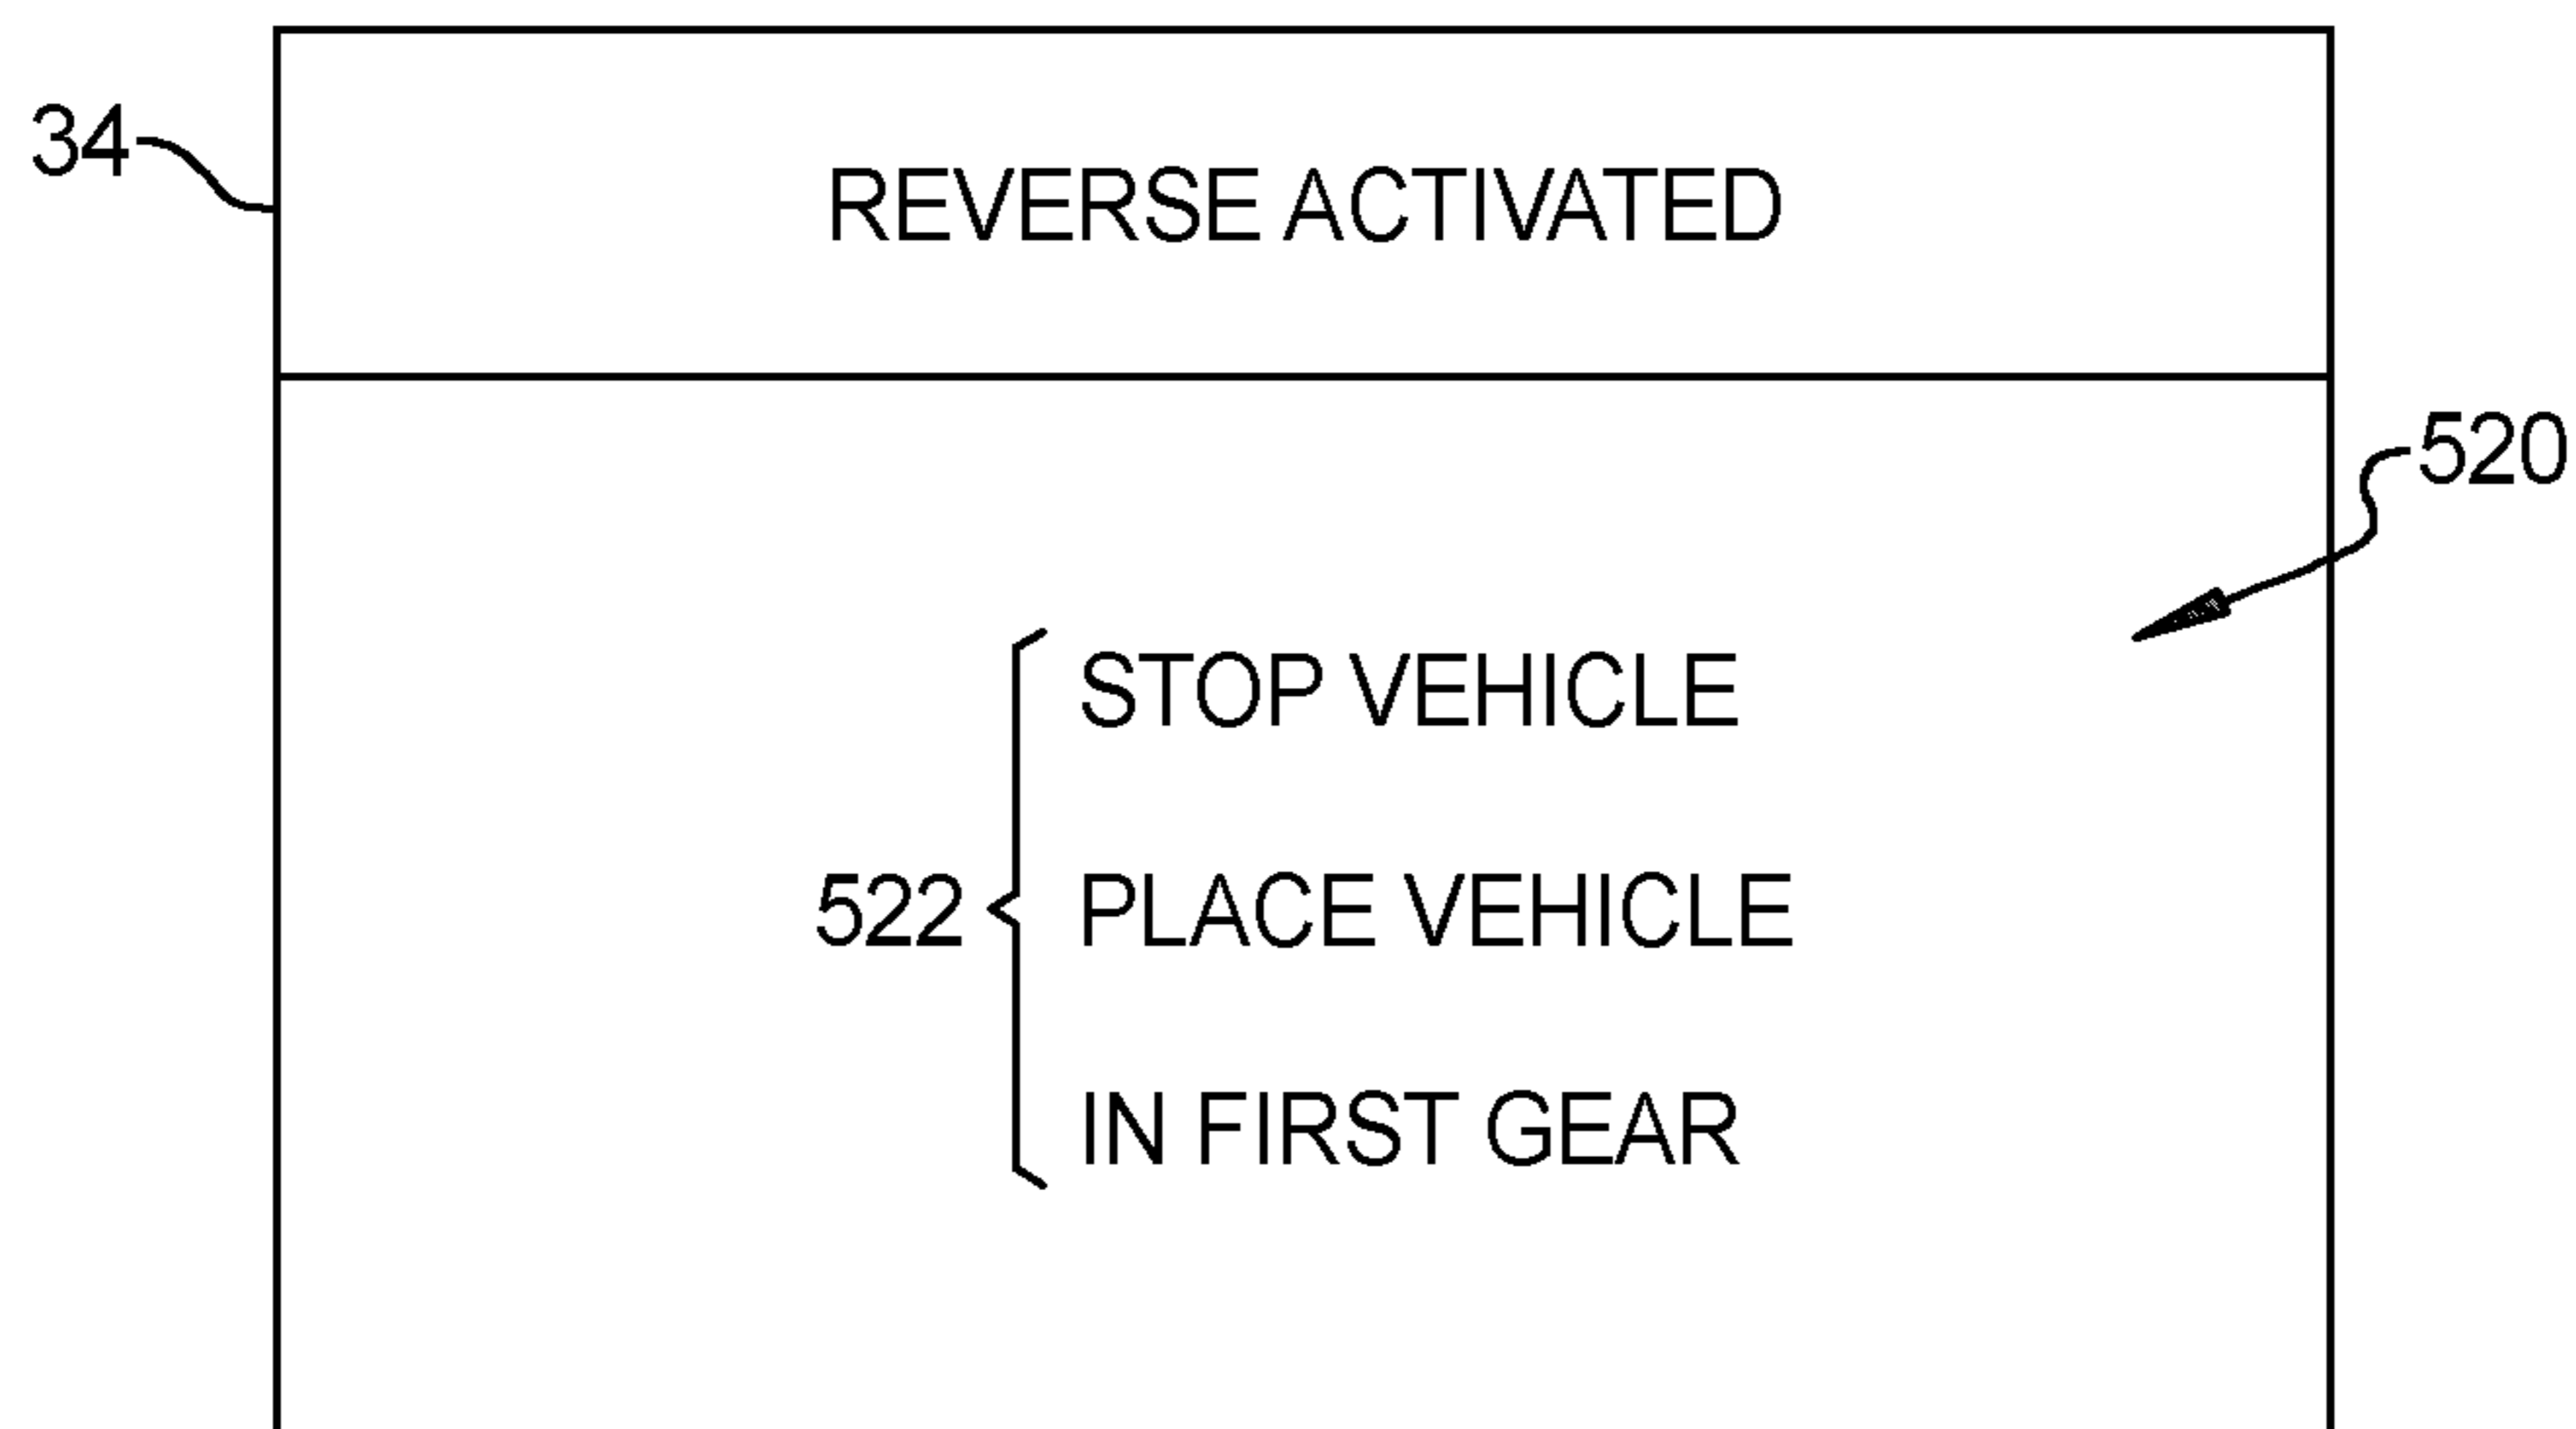 34
REVERSE ACTIVATED
520
STOP VEHICLE
522
PLACE VEHICLE
IN FIRST GEAR